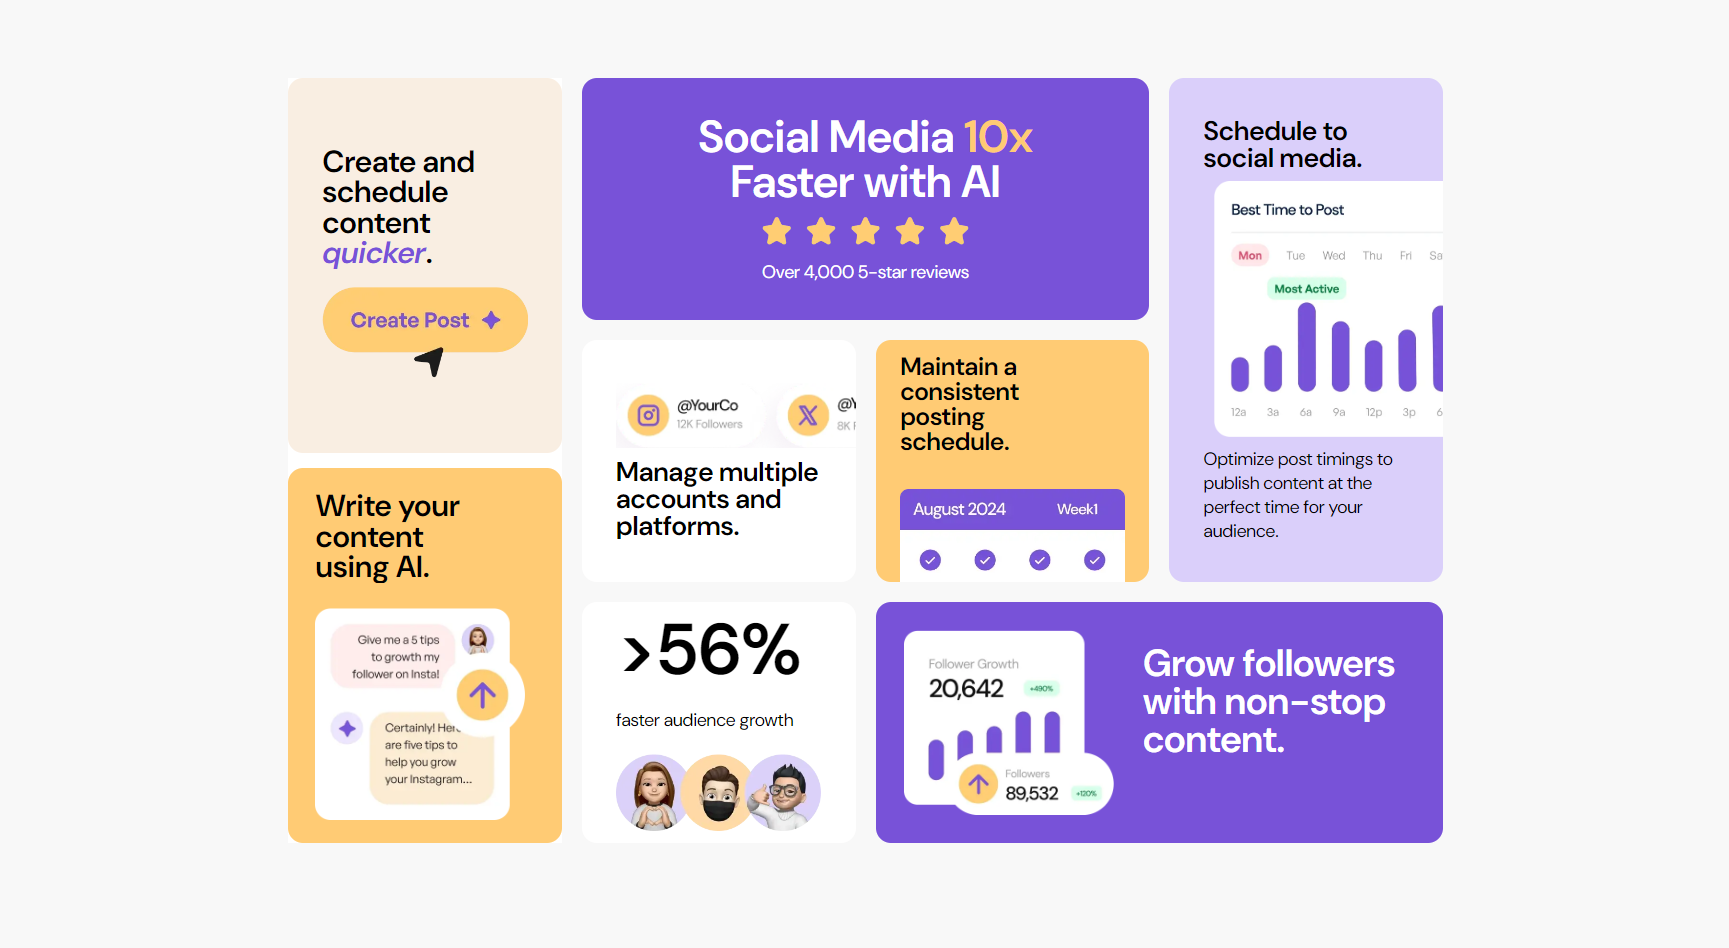 Create and
schedule
content
quicker.
Create Post
Write your
content
using AI.
Give me a 5 tips
to growth my
follower on Insta!
Certainly!
are five tips to
help you grow
your Instagram...
Social Media 10x
Faster with AI
Over 4,000 5-star reviews
@YourCo
12K Followers
8K
Manage multiple
accounts and
platforms.
Maintain a
consistent
posting
schedule.
August 2024 Week1
>56%
faster audience growth
Schedule to
social media.
Best Time to Post
Mon Tue Wed Thu Fri Sa
Most Active
12a 3a 6a 9a 12p 3p 6
Optimize post timings to
publish content at the
perfect time for your
audience.
Follower Growth
20,642 +490%
Followers
89,532 +120%
Grow followers
with non-stop
content.